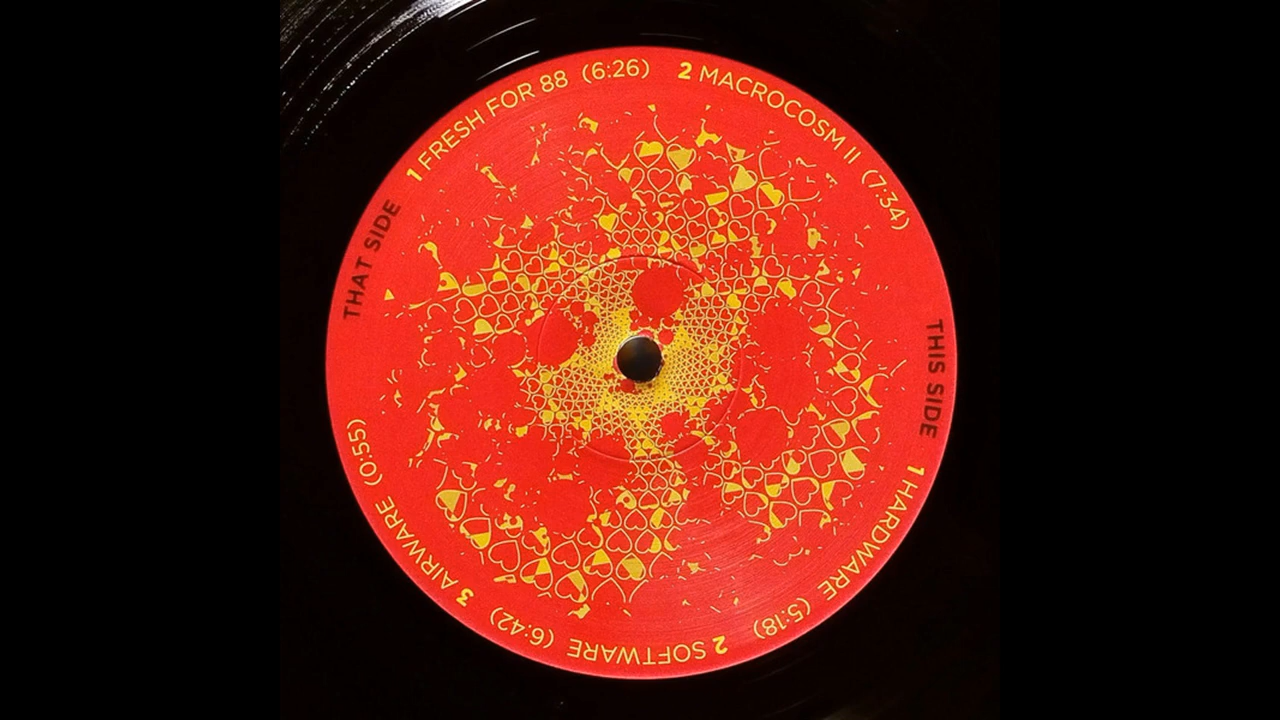 THAT SIDE
1 FRESH FOR 88 (6:26)
2 MACROCOSM II (7:34)
THIS SIDE
1 HARDWARE (5:18)
2 SOFTWARE (6:42)
3 AIRWARE (0:55)